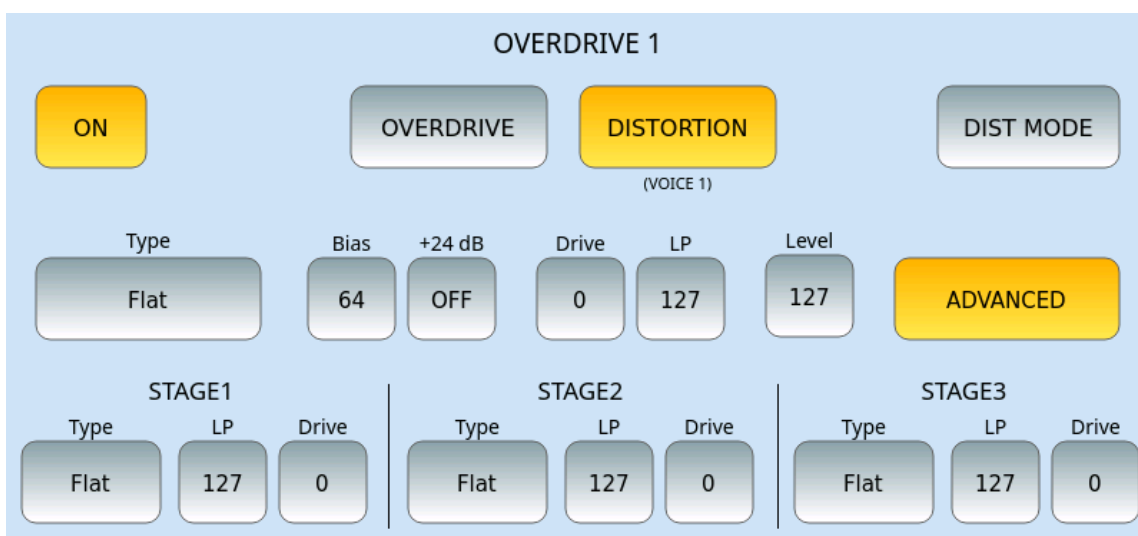 OVERDRIVE 1
ON OVERDRIVE DISTORTION DIST MODE
(VOICE 1)
Type Bias +24 dB Drive LP Level
Flat 64 OFF 0 127 127 ADVANCED
STAGE1 STAGE2 STAGE3
Type LP Drive Type LP Drive Type LP Drive
Flat 127 0 Flat 127 0 Flat 127 0